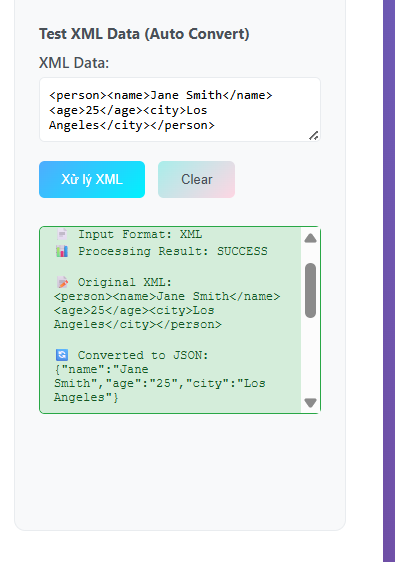 Test XML Data (Auto Convert)
XML Data:
<person><name>Jane Smith</name>
<age>25</age><city>Los
Angeles</city></person>
Xử lý XML
Clear
Input Format: XML
Processing Result: SUCCESS
Original XML:
<person><name>Jane Smith</name>
<age>25</age><city>Los
Angeles</city></person>
Converted to JSON:
{"name":"Jane
Smith","age":"25","city":"Los
Angeles"}